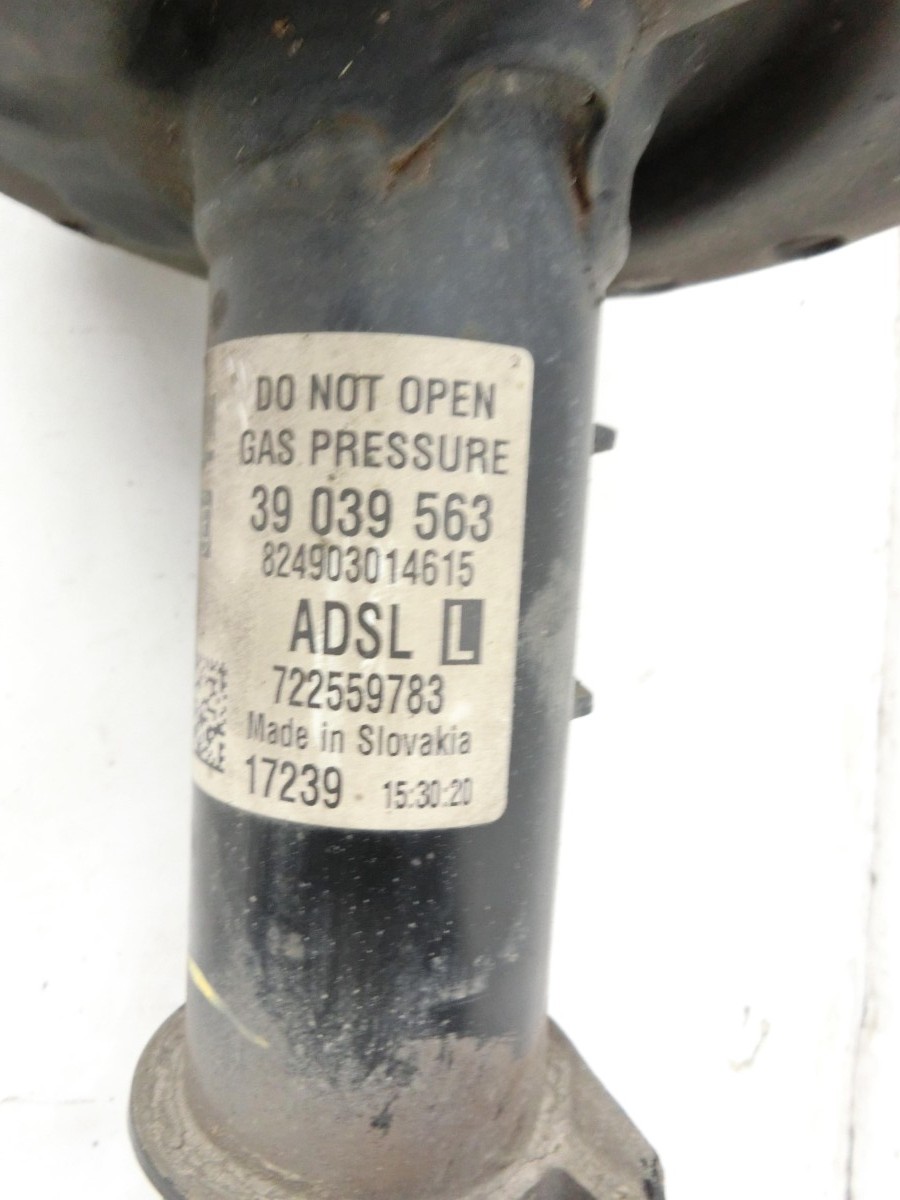 DO NOT OPEN
GAS PRESSURE
39 039 563
824903014615
ADSL L
722559783
Made in Slovakia
17239 15:30:20